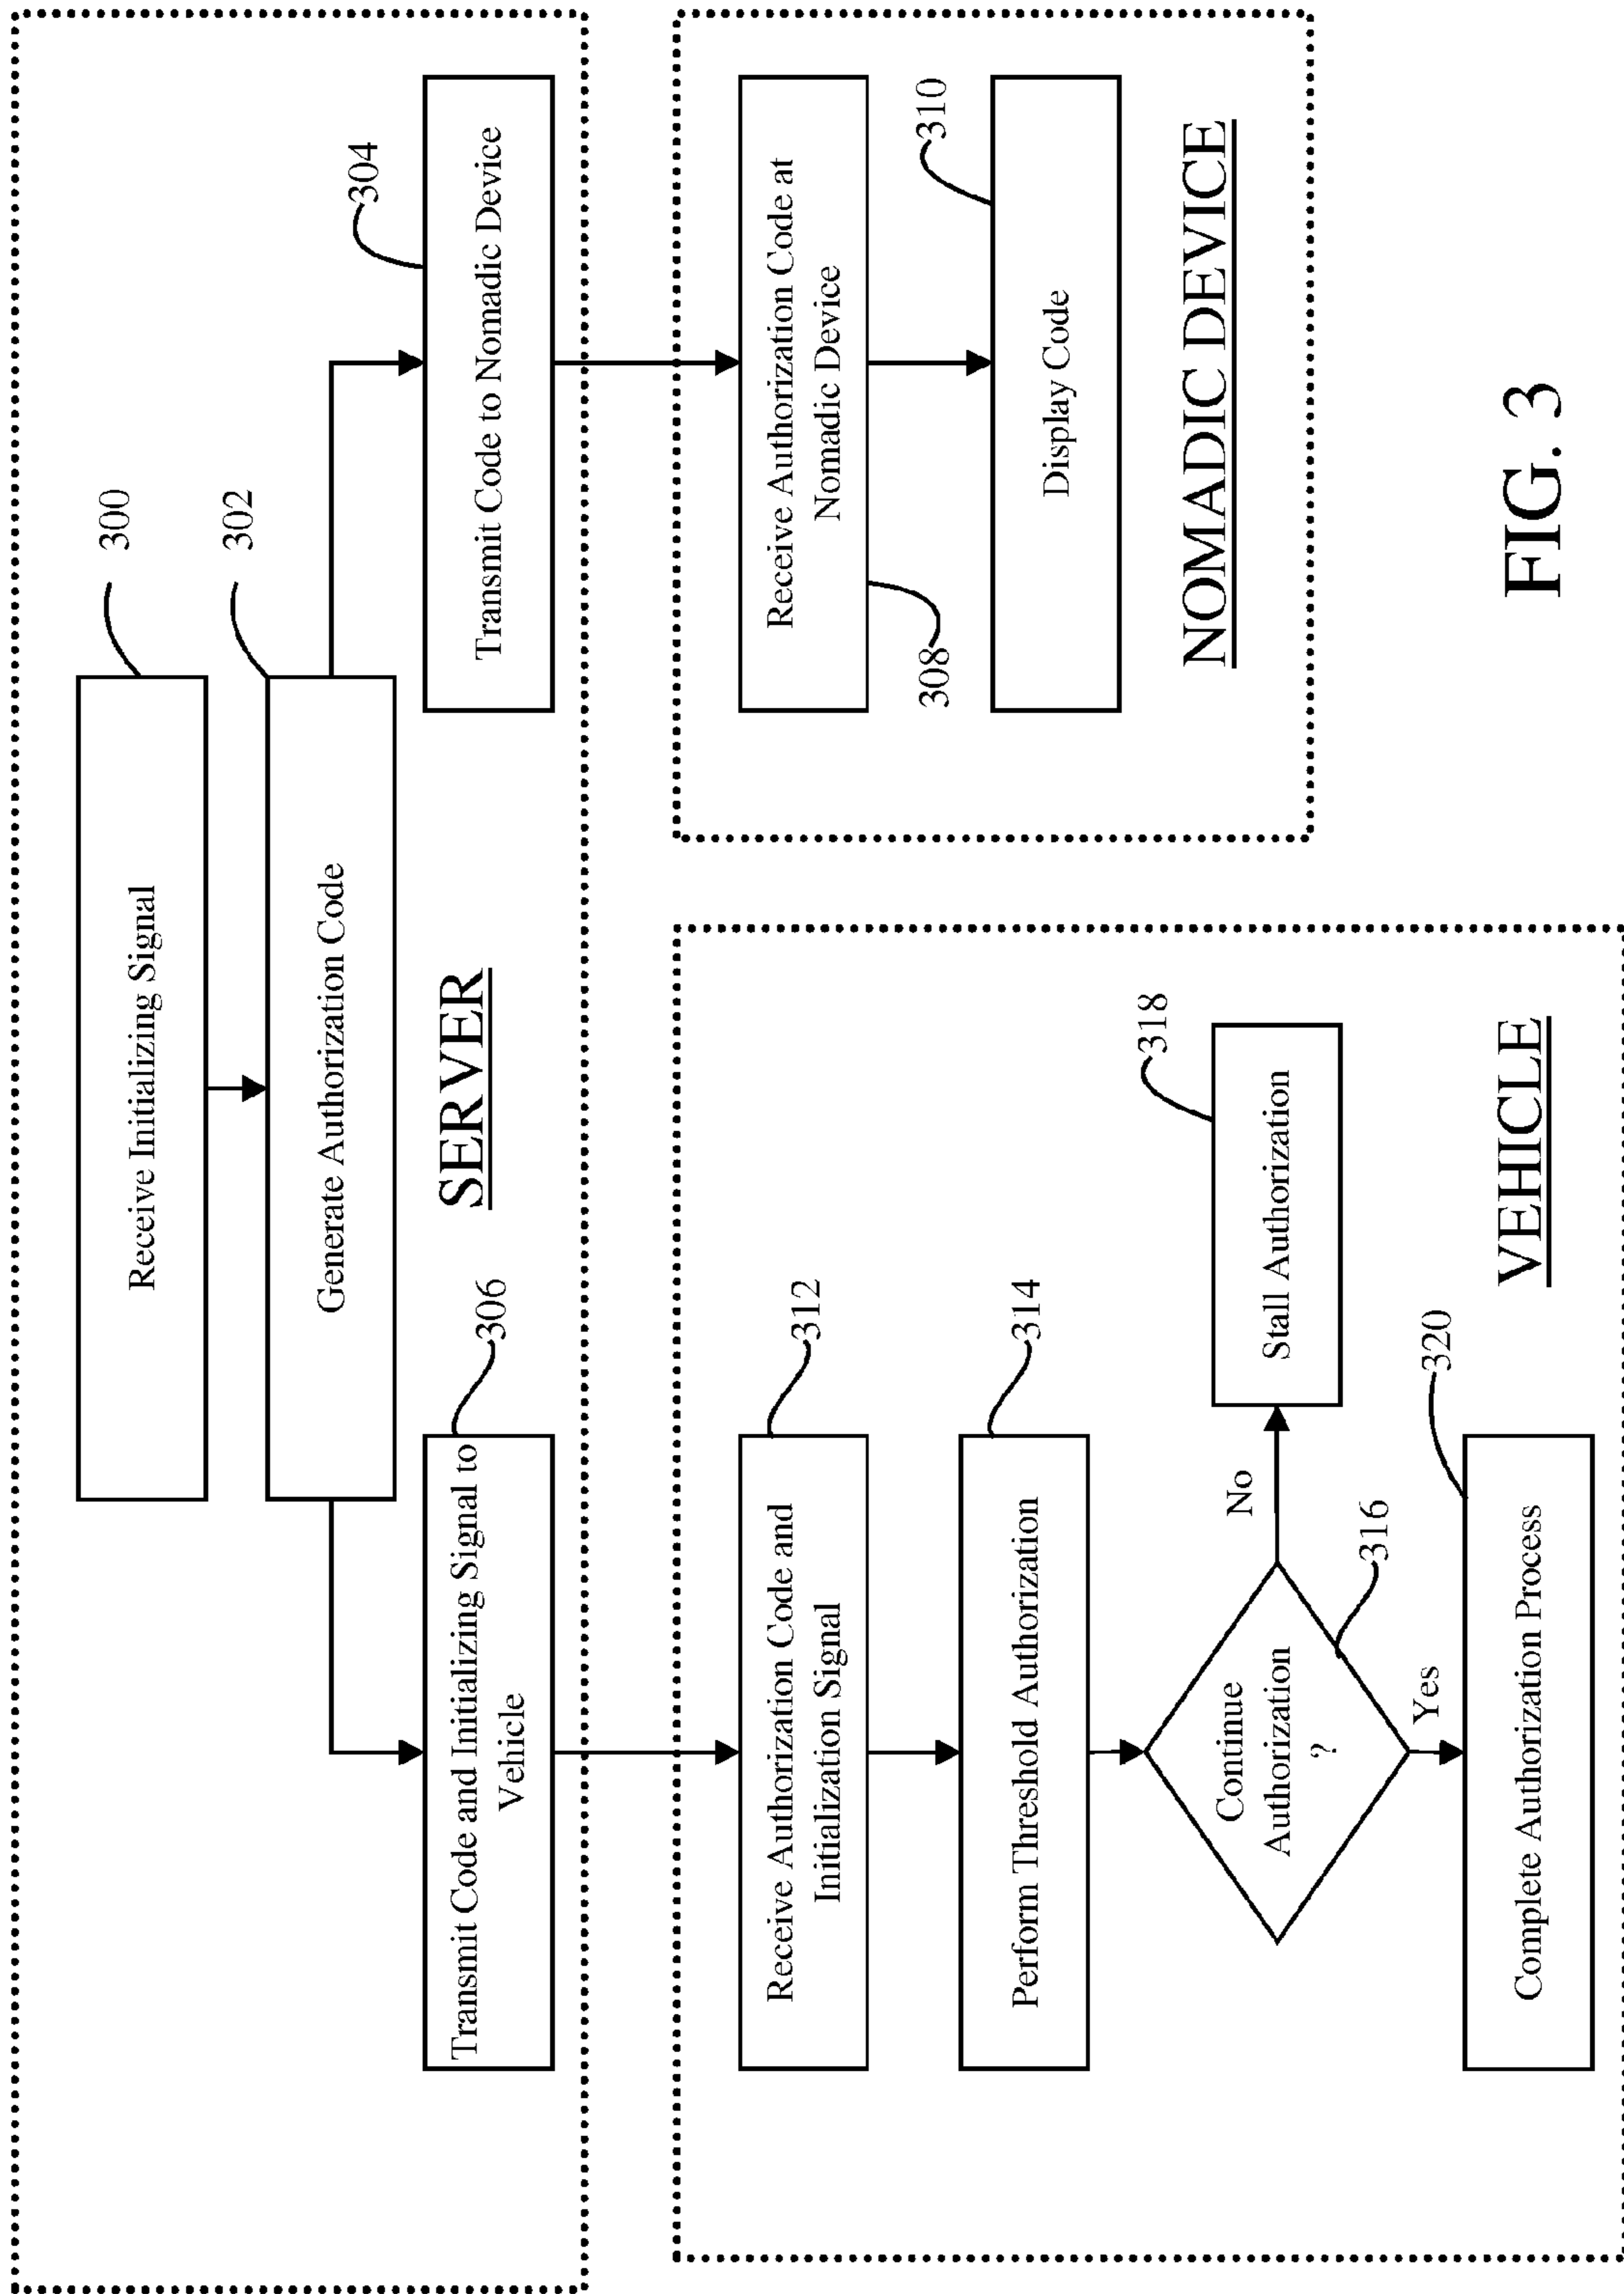 Receive Initializing Signal
300
Generate Authorization Code
302
SERVER
Transmit Code and Initializing Signal to
Vehicle
306
Transmit Code to Nomadic Device
304
Receive Authorization Code and
Initialization Signal
312
Perform Threshold Authorization
314
Continue
Authorization
?
316
No
Stall Authorization
318
Yes
Complete Authorization Process
320
VEHICLE
Receive Authorization Code at
Nomadic Device
308
Display Code
310
NOMADIC DEVICE
FIG. 3